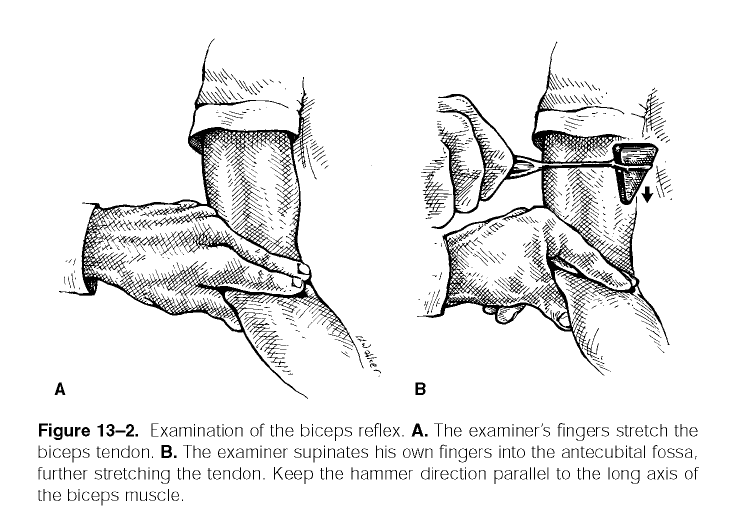 A
B
Figure 13–2. Examination of the biceps reflex. A. The examiner's fingers stretch the
biceps tendon. B. The examiner supinates his own fingers into the antecubital fossa,
further stretching the tendon. Keep the hammer direction parallel to the long axis of
the biceps muscle.